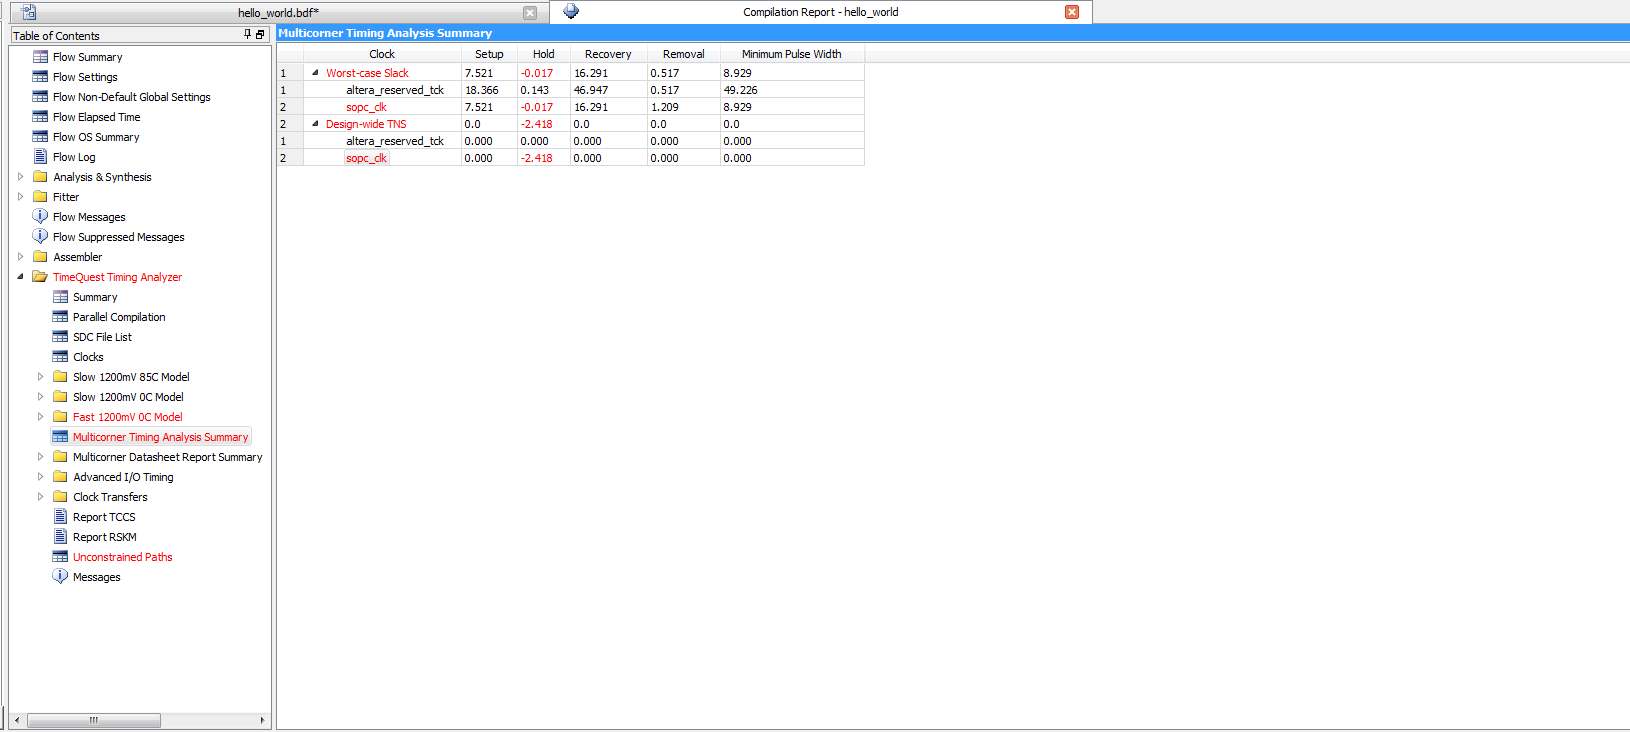 hello_world.bdf*
Compilation Report - hello_world
Table of Contents
Flow Summary
Flow Settings
Flow Non-Default Global Settings
Flow Elapsed Time
Flow OS Summary
Flow Log
Analysis & Synthesis
Fitter
Flow Messages
Flow Suppressed Messages
Assembler
TimeQuest Timing Analyzer
Summary
Parallel Compilation
SDC File List
Clocks
Slow 1200mV 85C Model
Slow 1200mV 0C Model
Fast 1200mV 0C Model
Multicorner Timing Analysis Summary
Multicorner Datasheet Report Summary
Advanced I/O Timing
Clock Transfers
Report TCCS
Report RSKM
Unconstrained Paths
Messages
Multicorner Timing Analysis Summary
Clock Setup Hold Recovery Removal Minimum Pulse Width
1 Worst-case Slack 7.521 -0.017 16.291 0.517 8.929
1 altera_reserved_tck 18.366 0.143 46.947 0.517 49.226
2 sopc_clk 7.521 -0.017 16.291 1.209 8.929
2 Design-wide TNS 0.0 -2.418 0.0 0.0 0.0
1 altera_reserved_tck 0.000 0.000 0.000 0.000 0.000
2 sopc_clk 0.000 -2.418 0.000 0.000 0.000